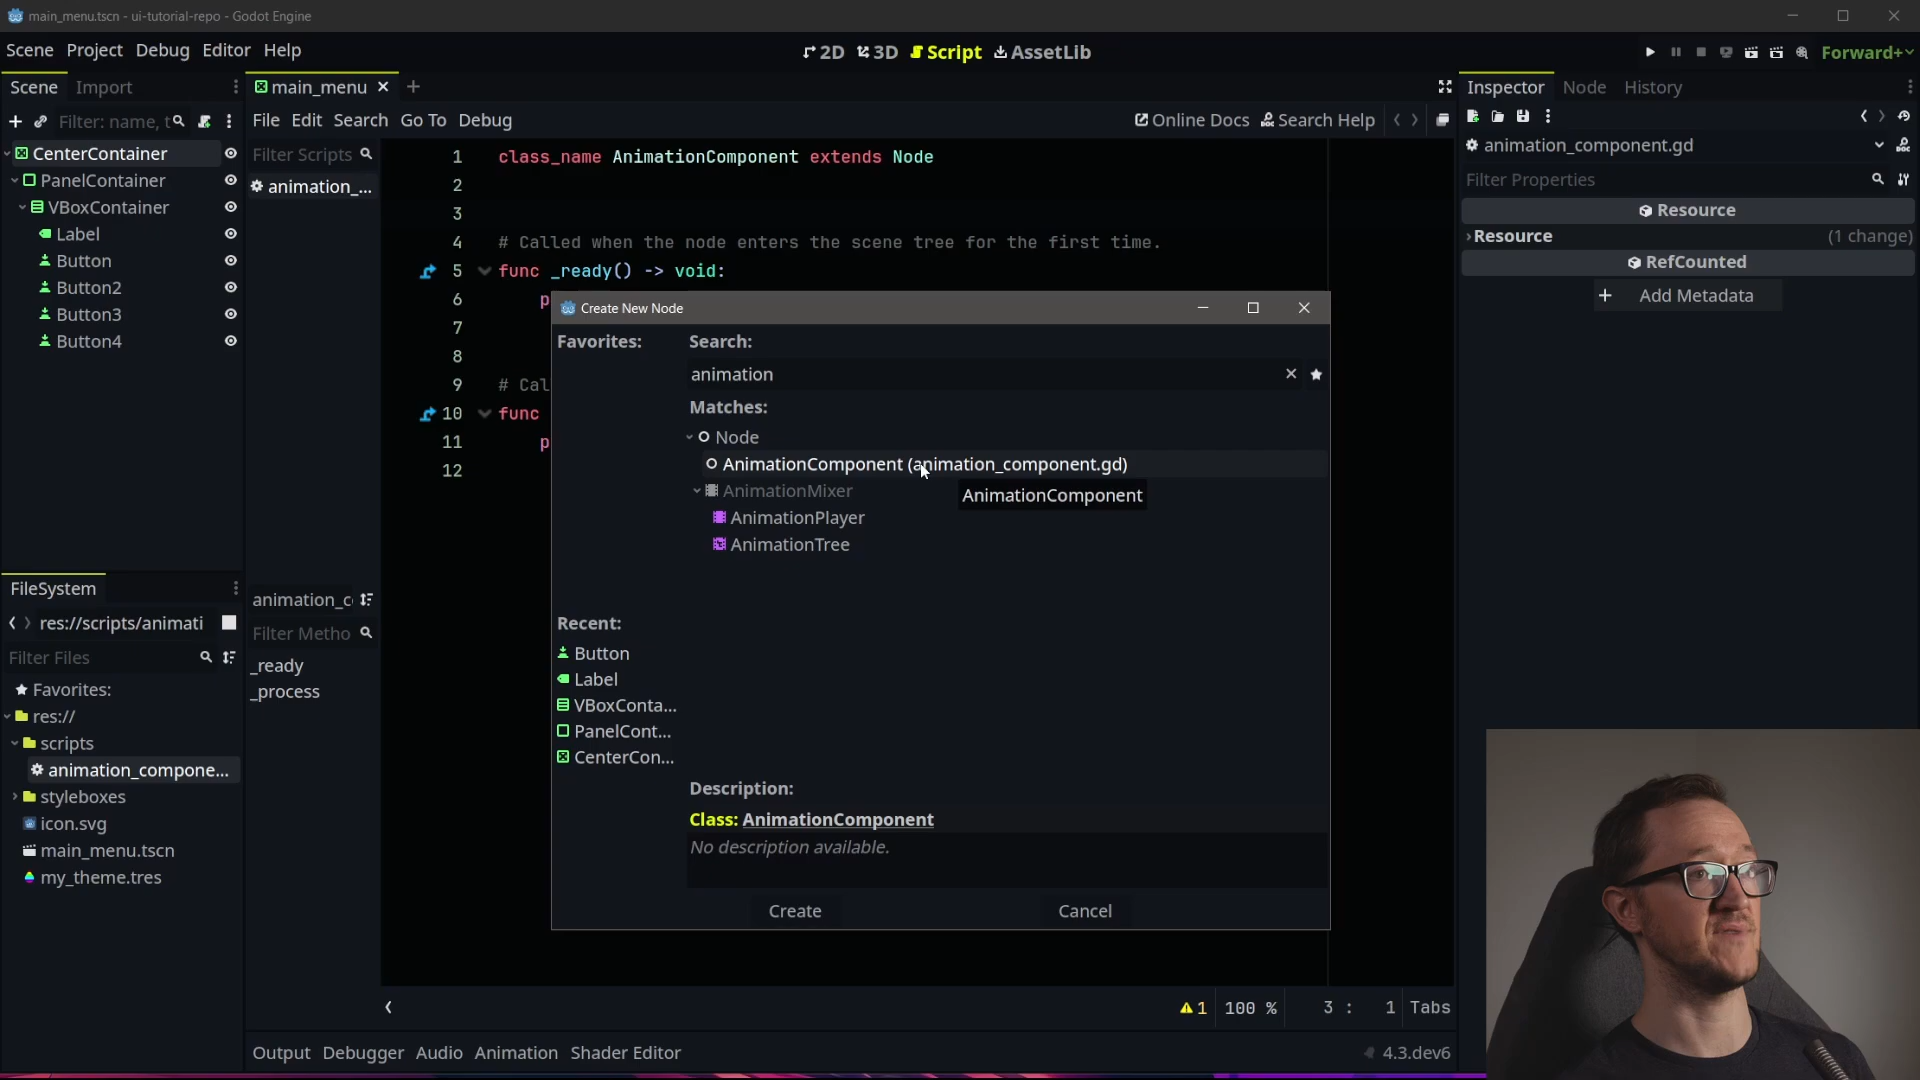 main_menu.tscn - ui-tutorial-repo - Godot Engine
Scene Project Debug Editor Help
2D 3D Script AssetLib
Forward+
Scene Import
main_menu
Inspector Node History
Filter: name, t
File Edit Search Go To Debug
Online Docs Search Help
CenterContainer
PanelContainer
VBoxContainer
Label
Button
Button2
Button3
Button4
Filter Scripts
animation_...
1 class_name AnimationComponent extends Node
2
3
4 # Called when the node enters the scene tree for the first time.
5 func _ready() -> void:
6 p
7
8
9 # Cal
10 func
11 p
12
animation_component.gd
Filter Properties
Resource
Resource (1 change)
RefCounted
+ Add Metadata
Create New Node
Favorites:
Search:
animation
Matches:
Node
AnimationComponent (animation_component.gd)
AnimationMixer
AnimationComponent
AnimationPlayer
AnimationTree
Recent:
Button
Label
VBoxConta...
PanelCont...
CenterCon...
Description:
Class: AnimationComponent
No description available.
Create Cancel
FileSystem
res://scripts/animati
Filter Files
Favorites:
res://
scripts
animation_compone...
styleboxes
icon.svg
main_menu.tscn
my_theme.tres
animation_c
Filter Metho
_ready
_process
1 100 % 3 : 1 Tabs
Output Debugger Audio Animation Shader Editor
4.3.dev6